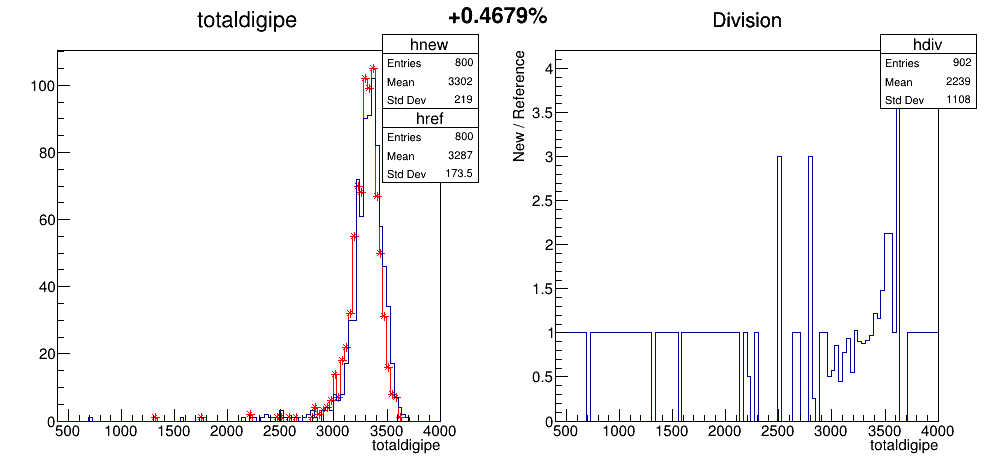 totaldigipe
+0.4679%
Division
hnew
Entries 800
Mean 3302
Std Dev 219
href
Entries 800
Mean 3287
Std Dev 173.5
100
80
60
40
20
0
500 1000 1500 2000 2500 3000 3500 4000
totaldigipe
hdiv
Entries 902
Mean 2239
Std Dev 1108
New / Reference
4
3.5
3
2.5
2
1.5
1
0.5
0
500 1000 1500 2000 2500 3000 3500 4000
totaldigipe